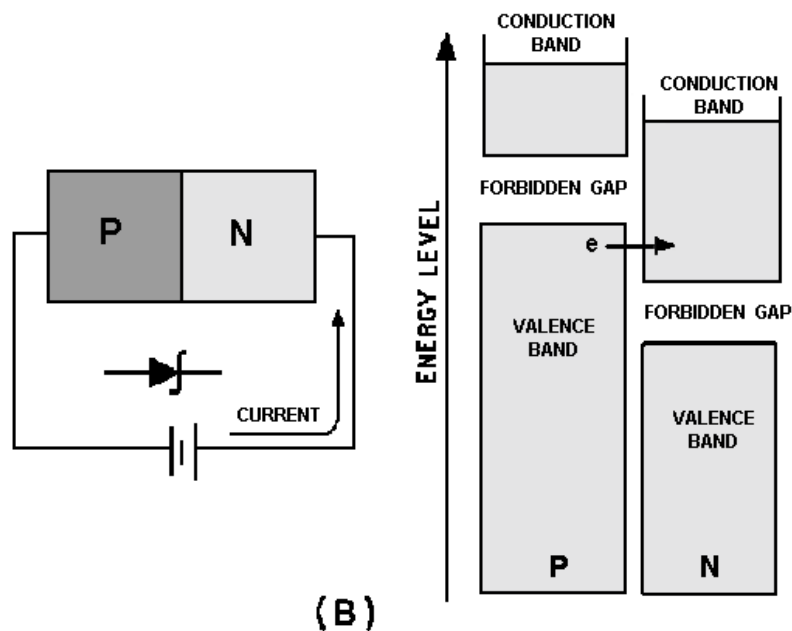 P
N
CURRENT
(B)
ENERGY LEVEL
CONDUCTION
BAND
CONDUCTION
BAND
FORBIDDEN GAP
e
FORBIDDEN GAP
VALENCE
BAND
VALENCE
BAND
P
N